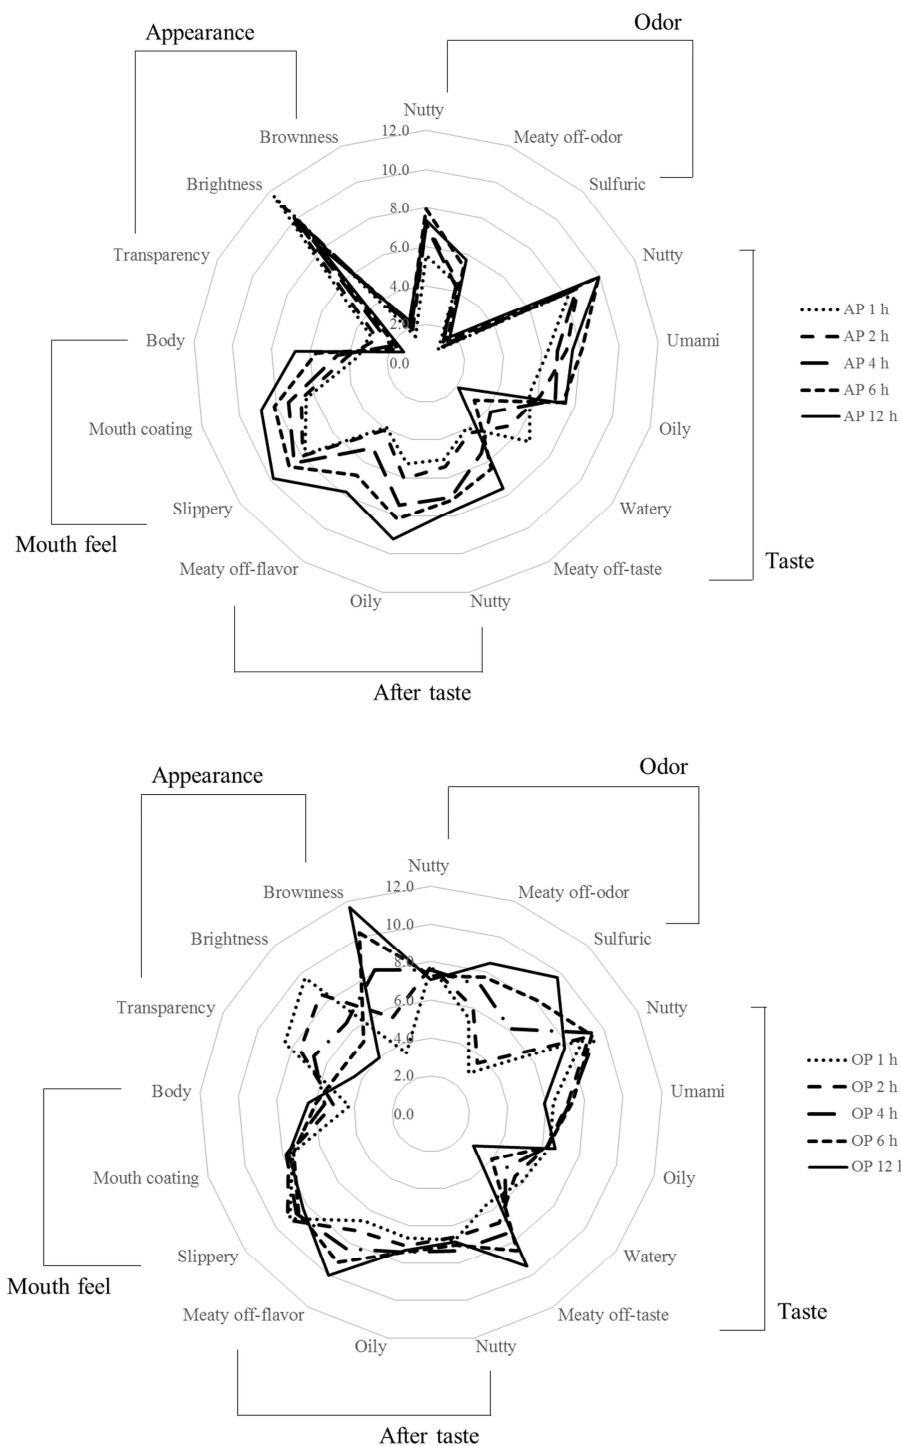 Odor
Appearance
Nutty
12.0
Brownness
Meaty off-odor
10.0
Brightness
Sulfuric
8.0
Transparency
6.0
Nutty
4.0
2.0
Body
Umami
0.0
Mouth coating
Oily
Slippery
Watery
Mouth feel
Taste
Meaty off-flavor
Meaty off-taste
Oily
Nutty
After taste
AP 1 h
AP 2 h
AP 4 h
AP 6 h
AP 12 h
Odor
Appearance
Nutty
12.0
Brownness
Meaty off-odor
10.0
Brightness
Sulfuric
8.0
Transparency
6.0
Nutty
4.0
2.0
Body
Umami
0.0
Mouth coating
Oily
Slippery
Watery
Mouth feel
Taste
Meaty off-flavor
Meaty off-taste
Oily
Nutty
After taste
OP 1 h
OP 2 h
OP 4 h
OP 6 h
OP 12 h